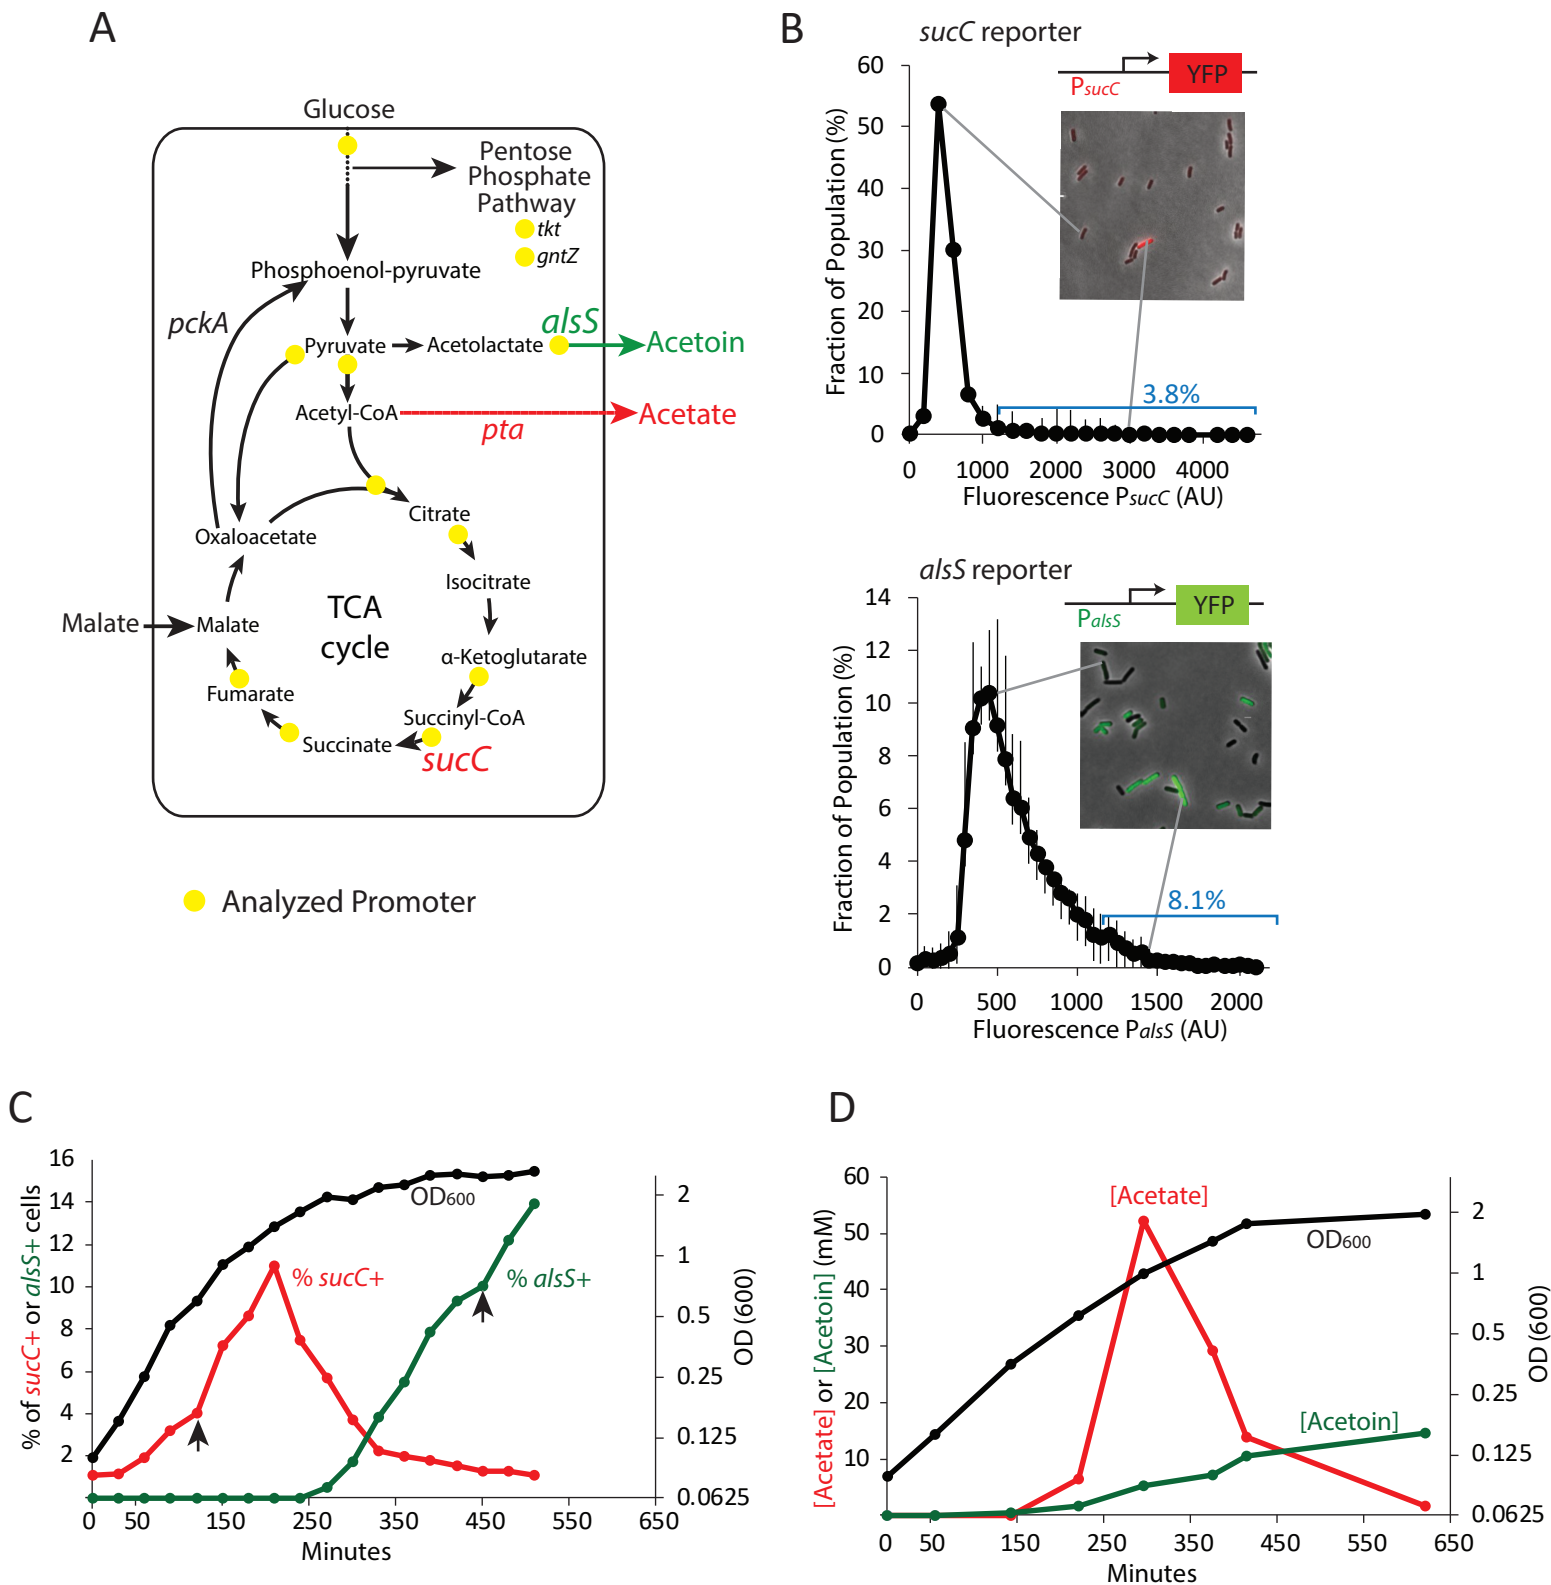 A
Glucose
Pentose
Phosphate
Pathway
tkt
gntZ
Phosphoenol-pyruvate
pckA
alsS
Pyruvate
Acetolactate
Acetoin
Acetyl-CoA
Acetate
pta
Citrate
Oxaloacetate
Isocitrate
TCA
cycle
Malate
Malate
α-Ketoglutarate
Fumarate
Succinyl-CoA
Succinate
sucC
Analyzed Promoter
B
sucC reporter
PsucC
YFP
Fraction of Population (%)
60
50
40
30
20
10
0
3.8%
0 1000 2000 3000 4000
Fluorescence PsucC (AU)
alsS reporter
PalsS
YFP
Fraction of Population (%)
14
12
10
8
6
4
2
0
8.1%
0 500 1000 1500 2000
Fluorescence PalsS (AU)
C
% of sucC+ or alsS+ cells
16
14
12
10
8
6
4
2
OD600
% sucC+
% alsS+
2
1
0.5
0.25
0.125
0.0625
OD (600)
0 50 150 250 350 450 550 650
Minutes
D
[Acetate] or [Acetoin] (mM)
60
50
40
30
20
10
[Acetate]
OD600
[Acetoin]
2
1
0.5
0.25
0.125
0.0625
OD (600)
0 50 150 250 350 450 550 650
Minutes